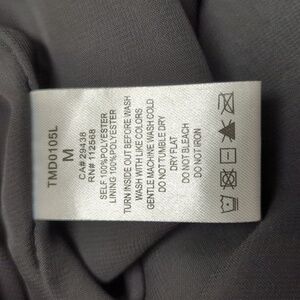 TMD0105L
M
CA# 29438
RN# 112568
SELF 100%POLYESTER
LINING 100%POLYESTER
TURN INSIDE OUT BEFORE WASH
WASH WITH LIKE COLORS
GENTLE MACHINE WASH COLD
DO NOT TUMBLE DRY
DRY FLAT
DO NOT BLEACH
DO NOT IRON